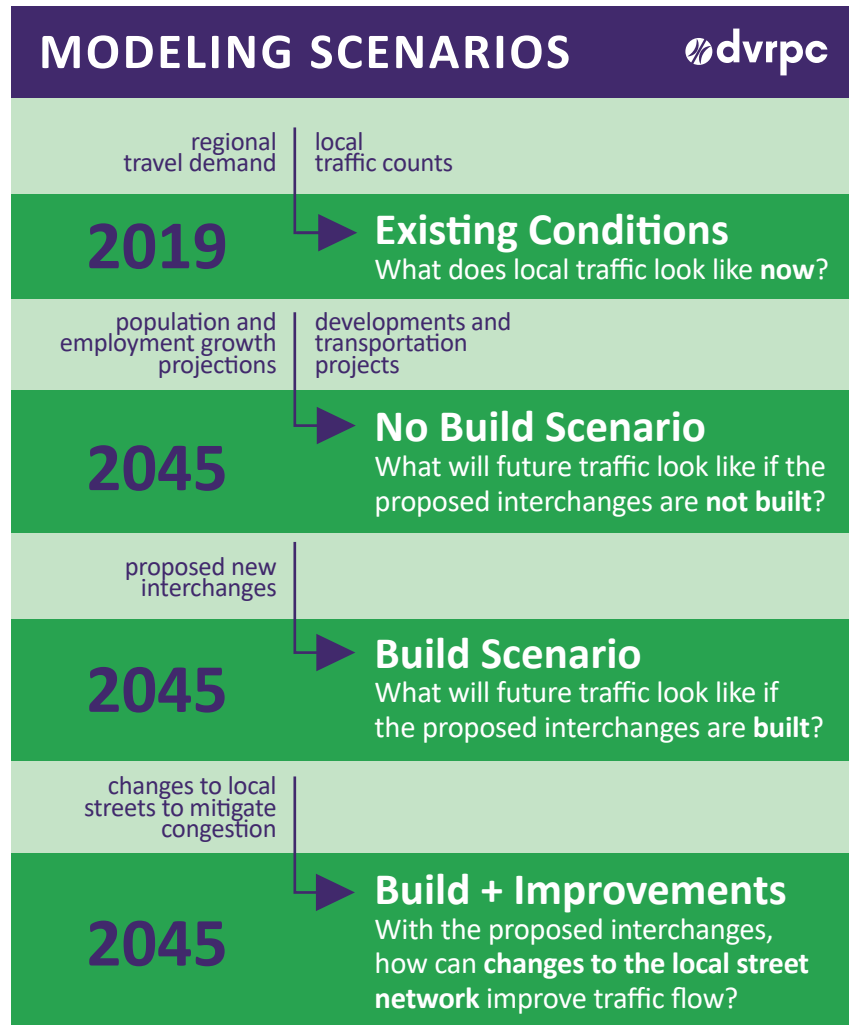 MODELING SCENARIOS
dvrpc
regional
travel demand
local
traffic counts
2019
Existing Conditions
What does local traffic look like now?
population and
employment growth
projections
developments and
transportation
projects
2045
No Build Scenario
What will future traffic look like if the
proposed interchanges are not built?
proposed new
interchanges
2045
Build Scenario
What will future traffic look like if
the proposed interchanges are built?
changes to local
streets to mitigate
congestion
2045
Build + Improvements
With the proposed interchanges,
how can changes to the local street
network improve traffic flow?